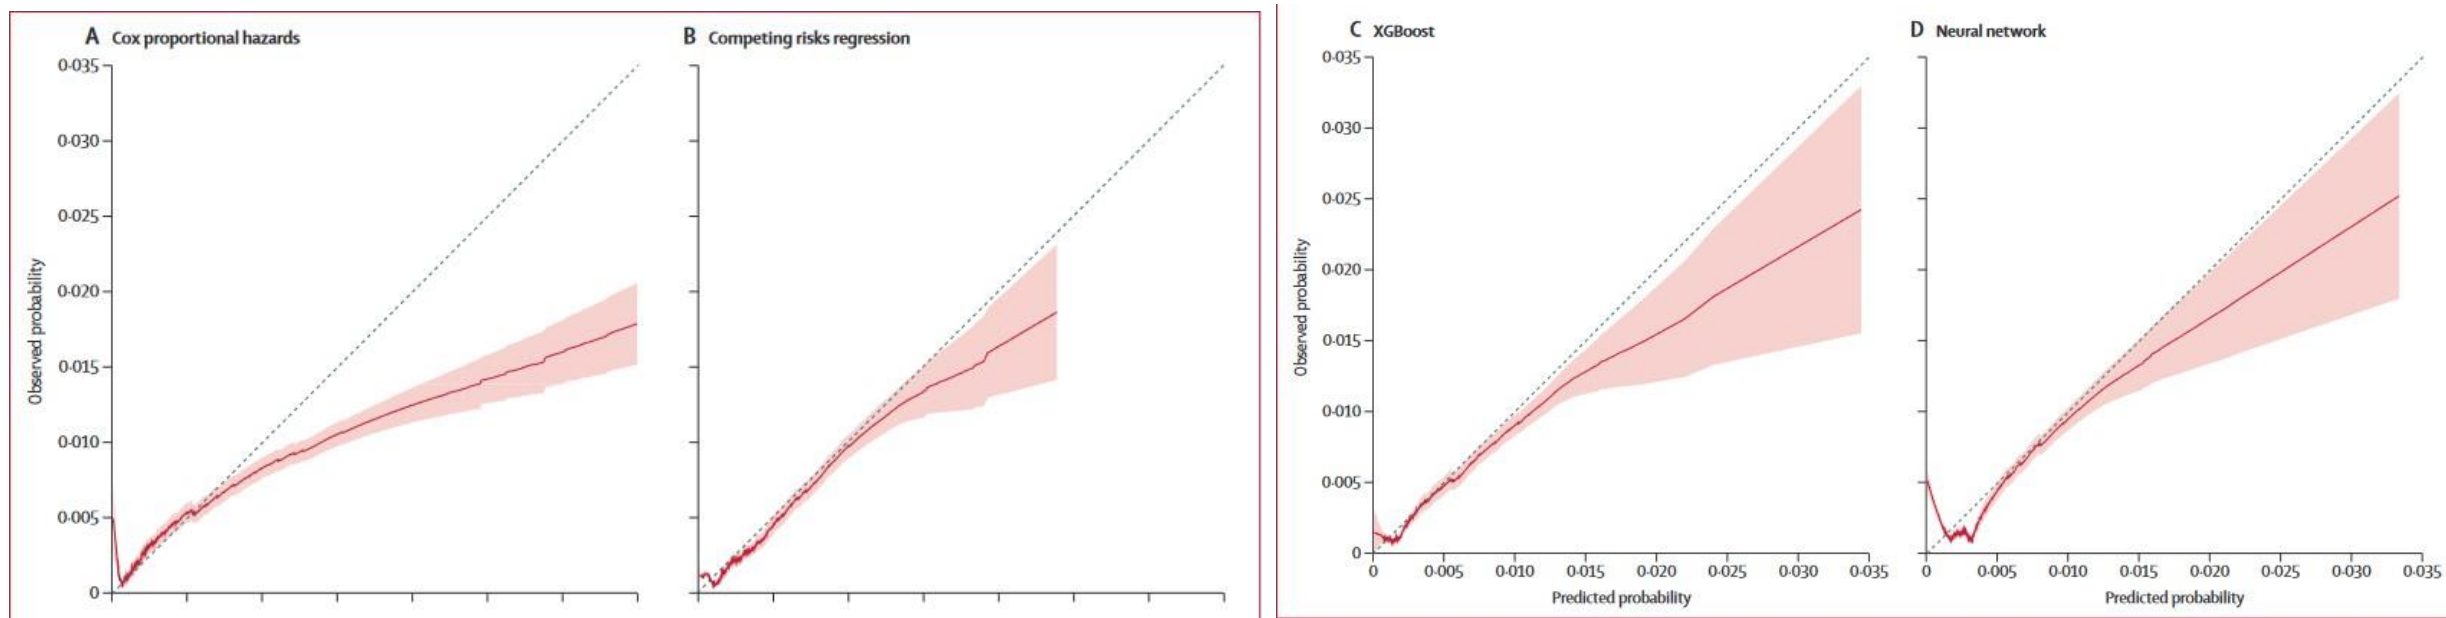 A Cox proportional hazards
B Competing risks regression
0·035
0·030
0·025
0·020
0·015
0·010
0·005
0
Observed probability
C XGBoost
D Neural network
0·035
0·030
0·025
0·020
0·015
0·010
0·005
0
Observed probability
0 0·005 0·010 0·015 0·020 0·025 0·030 0·035
Predicted probability
0 0·005 0·010 0·015 0·020 0·025 0·030 0·035
Predicted probability